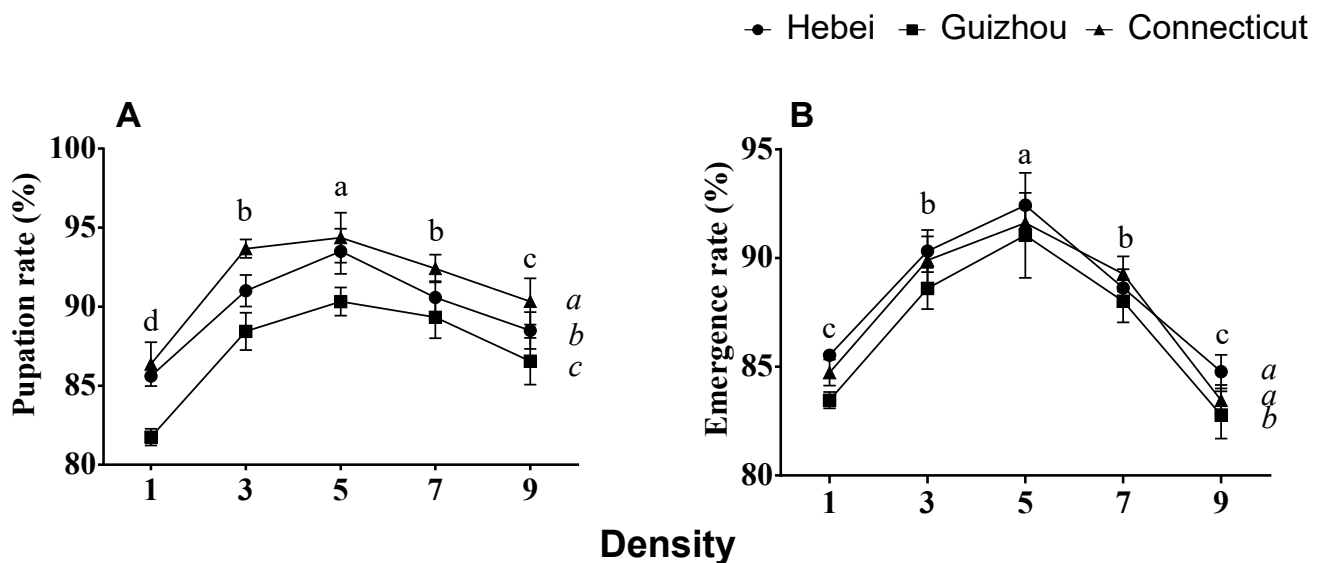 Hebei Guizhou Connecticut
A
Pupation rate (%)
100
95
90
85
80
d
b
a
b
c
a
b
c
1 3 5 7 9
B
Emergence rate (%)
95
90
85
80
c
b
a
b
c
a
a
b
1 3 5 7 9
Density